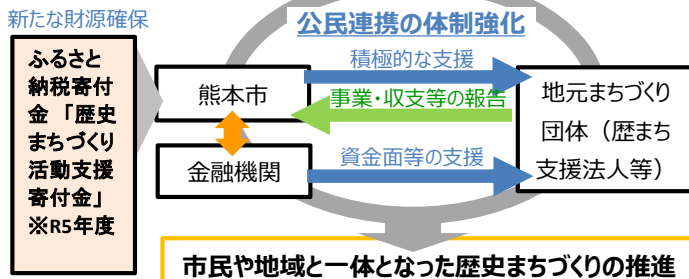 新たな財源確保
ふるさと
納税寄付
金「歴史
まちづくり
活動支援
寄付金」
※R5年度
公民連携の体制強化
積極的な支援
熊本市
事業・収支等の報告
金融機関
資金面等の支援
地元まちづくり
団体（歴まち
支援法人等）
市民や地域と一体となった歴史まちづくりの推進